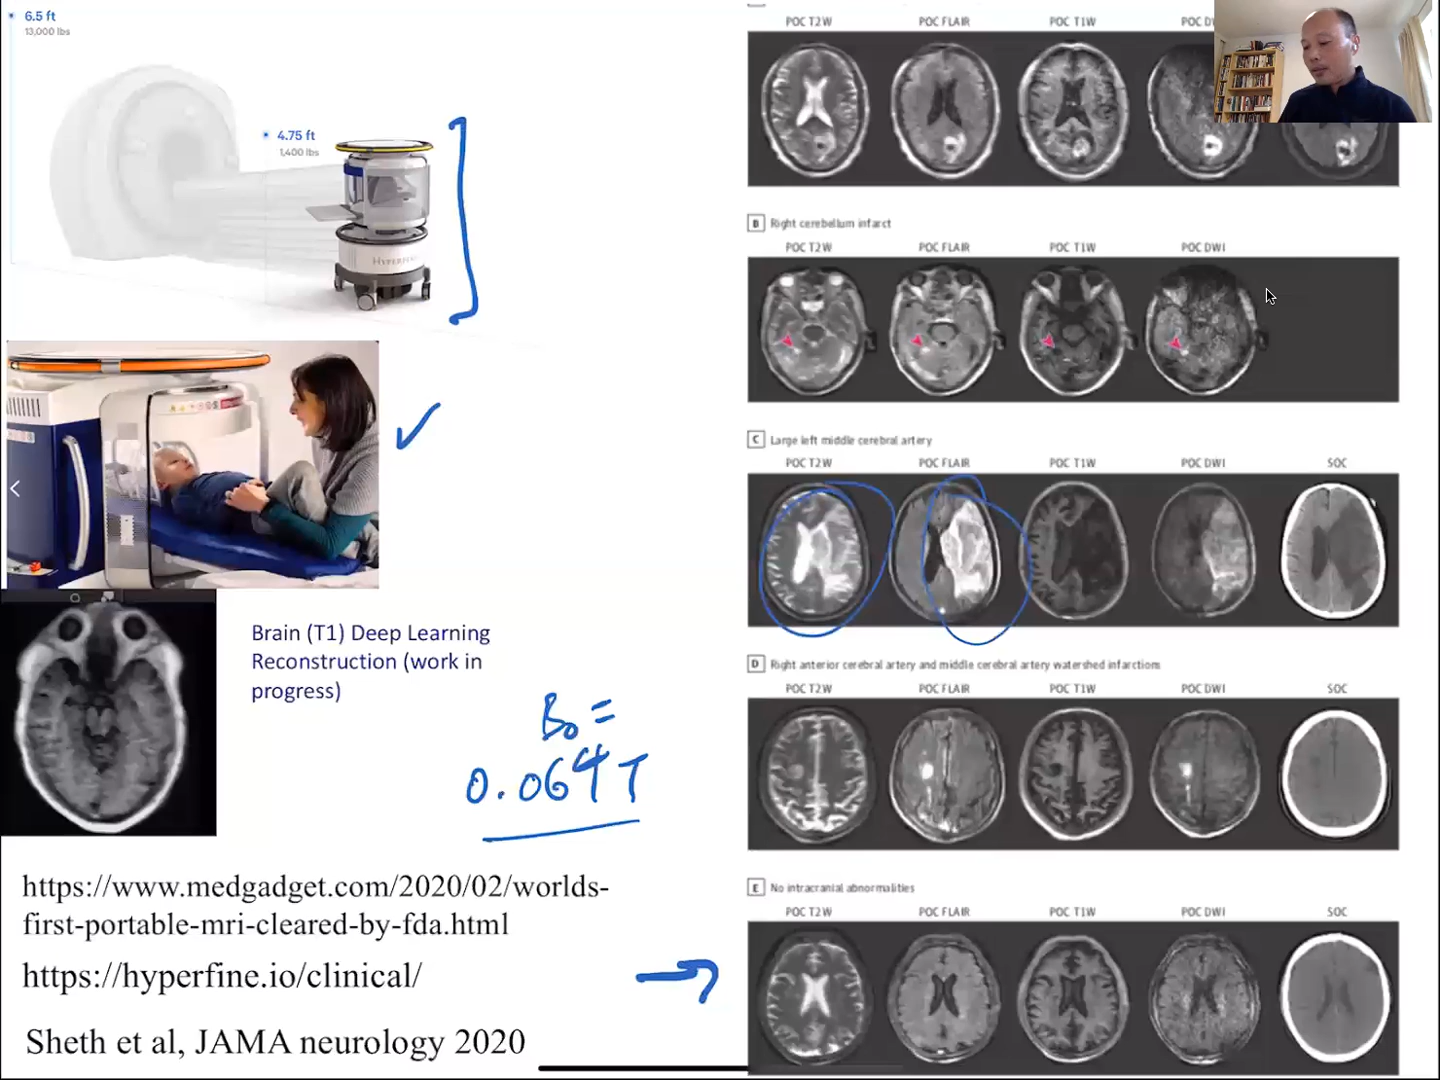 6.5 ft
13,000 lbs
4.75 ft
1,400 lbs
Brain (T1) Deep Learning
Reconstruction (work in
progress)
B0 =
0.064T
https://www.medgadget.com/2020/02/worlds-
first-portable-mri-cleared-by-fda.html
https://hyperfine.io/clinical/
Sheth et al, JAMA neurology 2020
POC T2W POC FLAIR POC T1W
B Right cerebellum infarct
POC T2W POC FLAIR POC T1W POC DWI
C Large left middle cerebral artery
POC T2W POC FLAIR POC T1W POC DWI SOC
D Right anterior cerebral artery and middle cerebral artery watershed infarctions
POC T2W POC FLAIR POC T1W POC DWI SOC
E No intracranial abnormalities
POC T2W POC FLAIR POC T1W POC DWI SOC